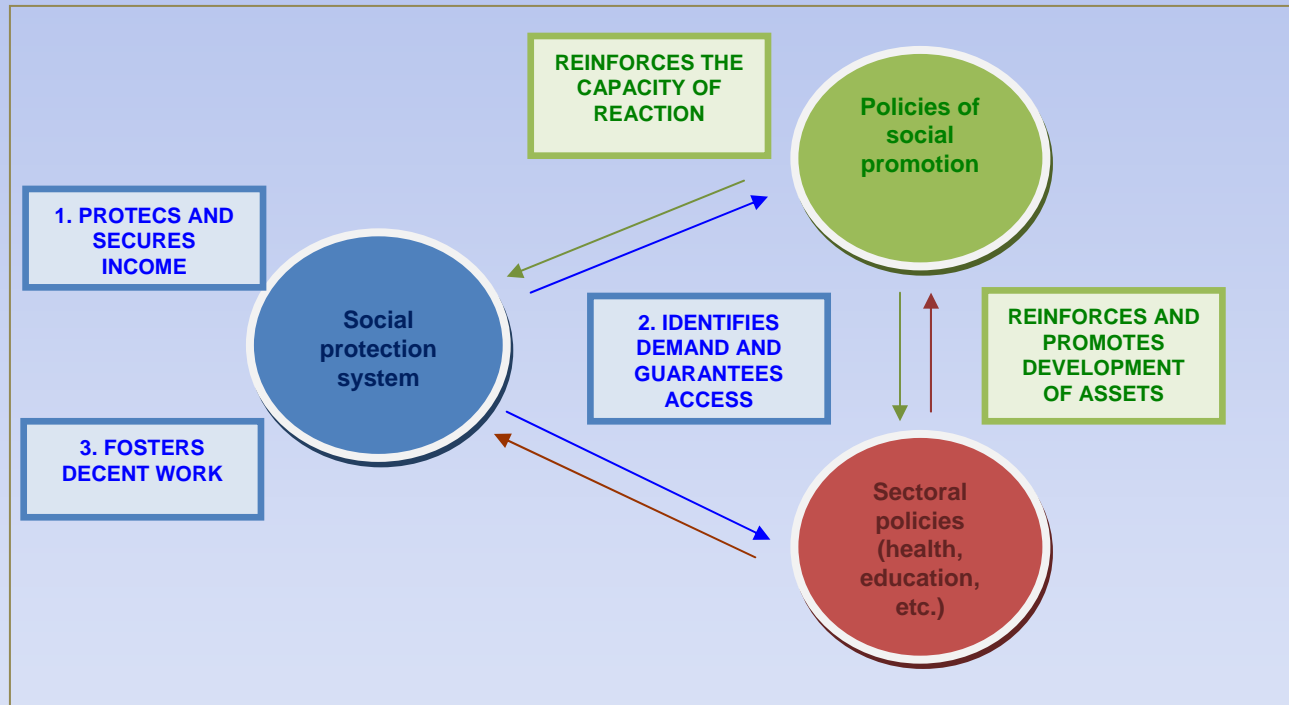 REINFORCES THE
CAPACITY OF
REACTION
Policies of
social
promotion
1. PROTECS AND
SECURES
INCOME
Social
protection
system
2. IDENTIFIES
DEMAND AND
GUARANTEES
ACCESS
REINFORCES AND
PROMOTES
DEVELOPMENT
OF ASSETS
3. FOSTERS
DECENT WORK
Sectoral
policies
(health,
education,
etc.)